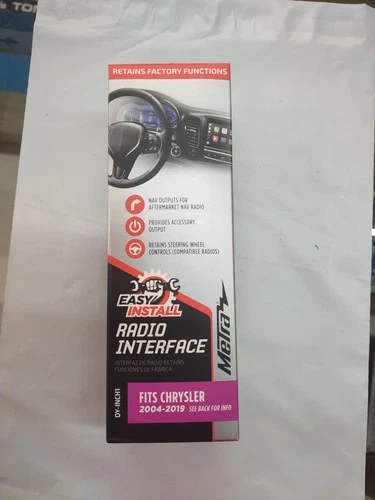 TOM
RETAINS FACTORY FUNCTIONS
NAV OUTPUTS FOR
AFTERMARKET NAV RADIO
PROVIDES ACCESSORY
OUTPUT
RETAINS STEERING WHEEL
CONTROLS (COMPATIBLE RADIOS)
EASY
INSTALL
RADIO
INTERFACE
INTERFAZ DE RADIO RETAINS
FUNCIONES DE FÁBRICA
Metra
OY-INCH1
FITS CHRYSLER
2004-2019 SEE BACK FOR INFO